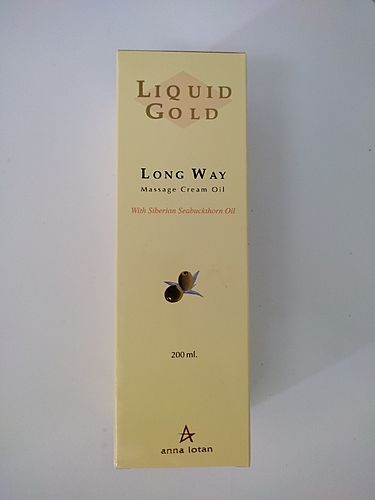 LIQUID
GOLD
LONG WAY
Massage Cream Oil
With Siberian Seabuckthorn Oil
200 ml.
anna lotan